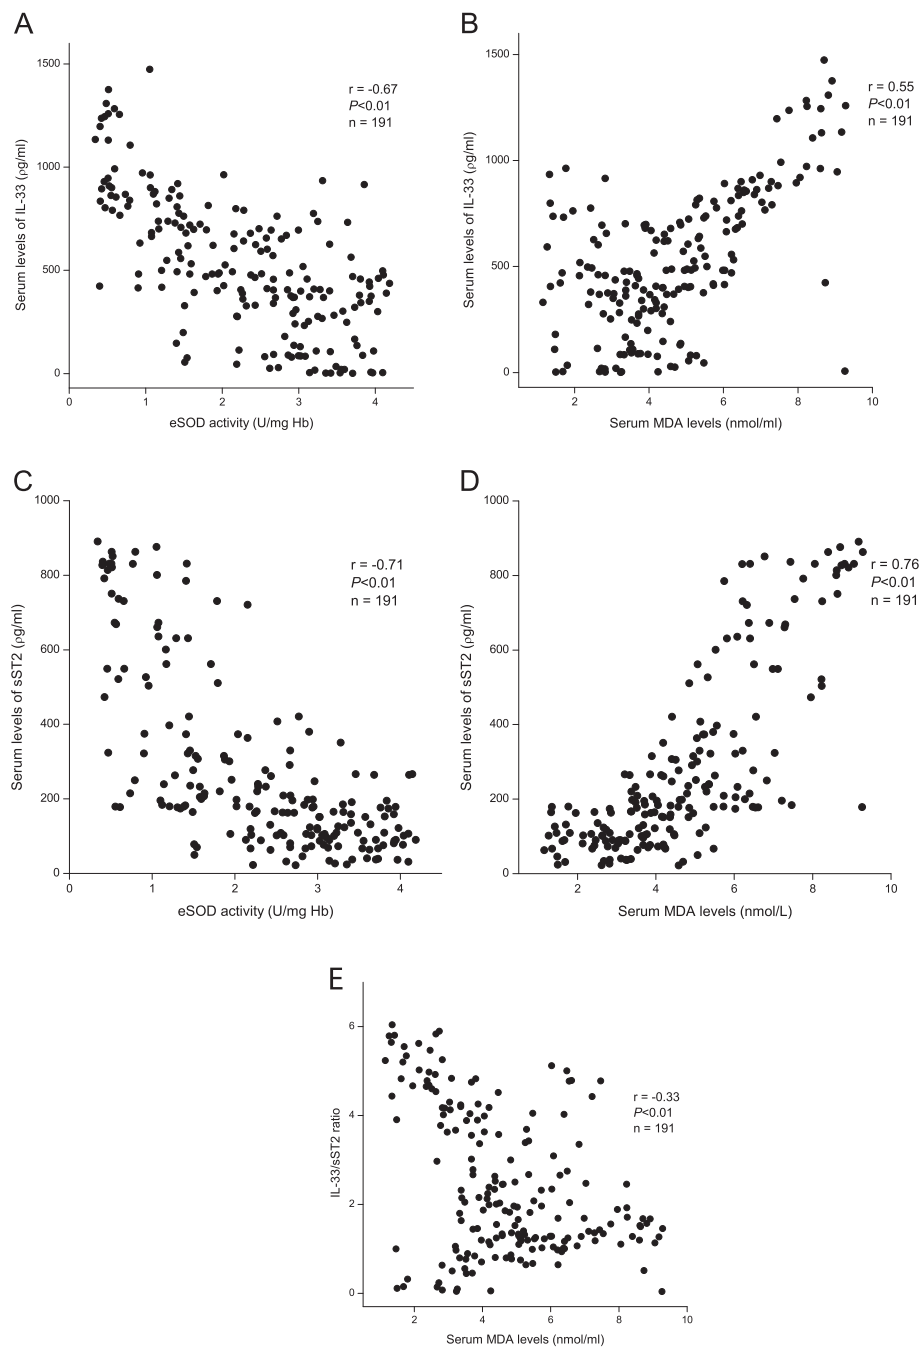 A
1500
1000
500
0
Serum levels of IL-33 (ρg/ml)
r = -0.67
P<0.01
n = 191
0 1 2 3 4
eSOD activity (U/mg Hb)
B
1500
1000
500
0
Serum levels of IL-33 (ρg/ml)
r = 0.55
P<0.01
n = 191
2 4 6 8 10
Serum MDA levels (nmol/ml)
C
1000
800
600
400
200
0
Serum levels of sST2 (ρg/ml)
r = -0.71
P<0.01
n = 191
0 1 2 3 4
eSOD activity (U/mg Hb)
D
1000
800
600
400
200
0
Serum levels of sST2 (ρg/ml)
r = 0.76
P<0.01
n = 191
2 4 6 8 10
Serum MDA levels (nmol/L)
E
6
4
2
0
IL-33/sST2 ratio
r = -0.33
P<0.01
n = 191
2 4 6 8 10
Serum MDA levels (nmol/ml)